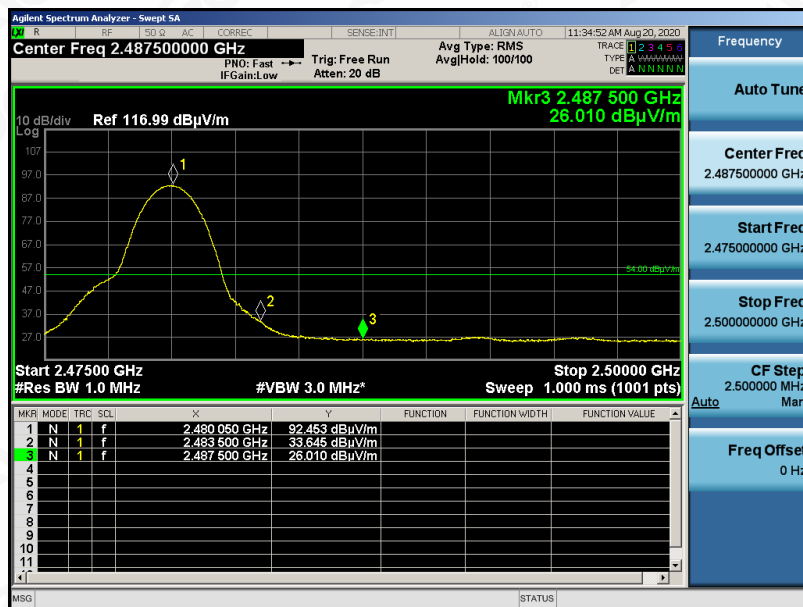 Agilent Spectrum Analyzer - Swept SA
LXI R RF 50 Ω AC CORREC SENSE:INT ALIGN AUTO 11:34:52 AM Aug 20, 2020
Center Freq 2.487500000 GHz
PNO: Fast
IFGain:Low
Trig: Free Run
Atten: 20 dB
Avg Type: RMS
Avg|Hold: 100/100
TRACE 1 2 3 4 5 6
TYPE A WWWWW
DET A N N N N N
Mkr3 2.487 500 GHz
26.010 dBµV/m
10 dB/div Ref 116.99 dBµV/m
Log
107
97.0
87.0
77.0
67.0
57.0
47.0
37.0
27.0
1
2
3
54.00 dBµV/m
Start 2.47500 GHz Stop 2.50000 GHz
#Res BW 1.0 MHz #VBW 3.0 MHz* Sweep 1.000 ms (1001 pts)
MKR MODE TRC SCL X Y FUNCTION FUNCTION WIDTH FUNCTION VALUE
1 N 1 f 2.480 050 GHz 92.453 dBµV/m
2 N 1 f 2.483 500 GHz 33.645 dBµV/m
3 N 1 f 2.487 500 GHz 26.010 dBµV/m
4
5
6
7
8
9
10
11
MSG STATUS
Frequency
Auto Tune
Center Freq
2.487500000 GHz
Start Freq
2.475000000 GHz
Stop Freq
2.500000000 GHz
CF Step
2.500000 MHz
Auto Man
Freq Offset
0 Hz